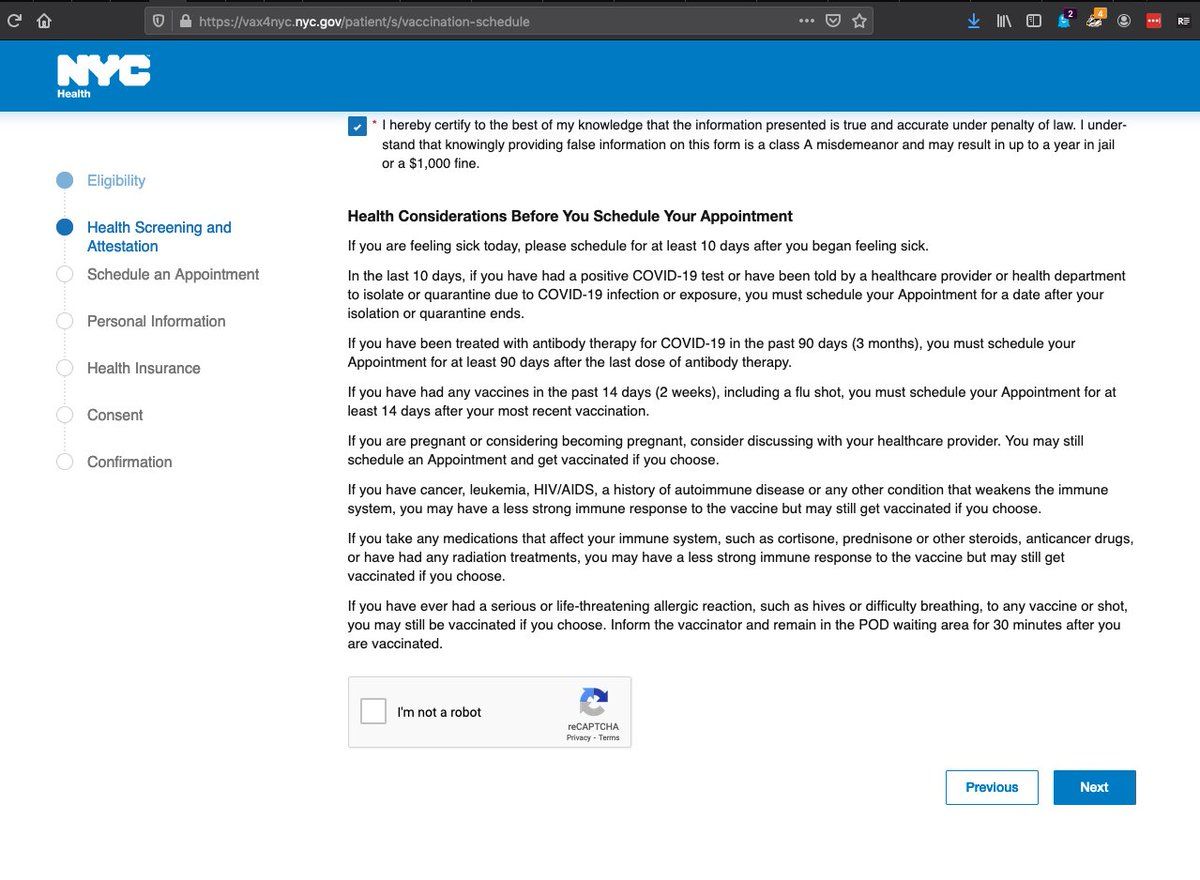 https://vax4nyc.nyc.gov/patient/s/vaccination-schedule
2
4
RE
NYC
Health
* I hereby certify to the best of my knowledge that the information presented is true and accurate under penalty of law. I under-
stand that knowingly providing false information on this form is a class A misdemeanor and may result in up to a year in jail
or a $1,000 fine.
Eligibility
Health Screening and
Attestation
Schedule an Appointment
Personal Information
Health Insurance
Consent
Confirmation
Health Considerations Before You Schedule Your Appointment
If you are feeling sick today, please schedule for at least 10 days after you began feeling sick.
In the last 10 days, if you have had a positive COVID-19 test or have been told by a healthcare provider or health department
to isolate or quarantine due to COVID-19 infection or exposure, you must schedule your Appointment for a date after your
isolation or quarantine ends.
If you have been treated with antibody therapy for COVID-19 in the past 90 days (3 months), you must schedule your
Appointment for at least 90 days after the last dose of antibody therapy.
If you have had any vaccines in the past 14 days (2 weeks), including a flu shot, you must schedule your Appointment for at
least 14 days after your most recent vaccination.
If you are pregnant or considering becoming pregnant, consider discussing with your healthcare provider. You may still
schedule an Appointment and get vaccinated if you choose.
If you have cancer, leukemia, HIV/AIDS, a history of autoimmune disease or any other condition that weakens the immune
system, you may have a less strong immune response to the vaccine but may still get vaccinated if you choose.
If you take any medications that affect your immune system, such as cortisone, prednisone or other steroids, anticancer drugs,
or have had any radiation treatments, you may have a less strong immune response to the vaccine but may still get
vaccinated if you choose.
If you have ever had a serious or life-threatening allergic reaction, such as hives or difficulty breathing, to any vaccine or shot,
you may still be vaccinated if you choose. Inform the vaccinator and remain in the POD waiting area for 30 minutes after you
are vaccinated.
I'm not a robot
reCAPTCHA
Privacy - Terms
Previous
Next